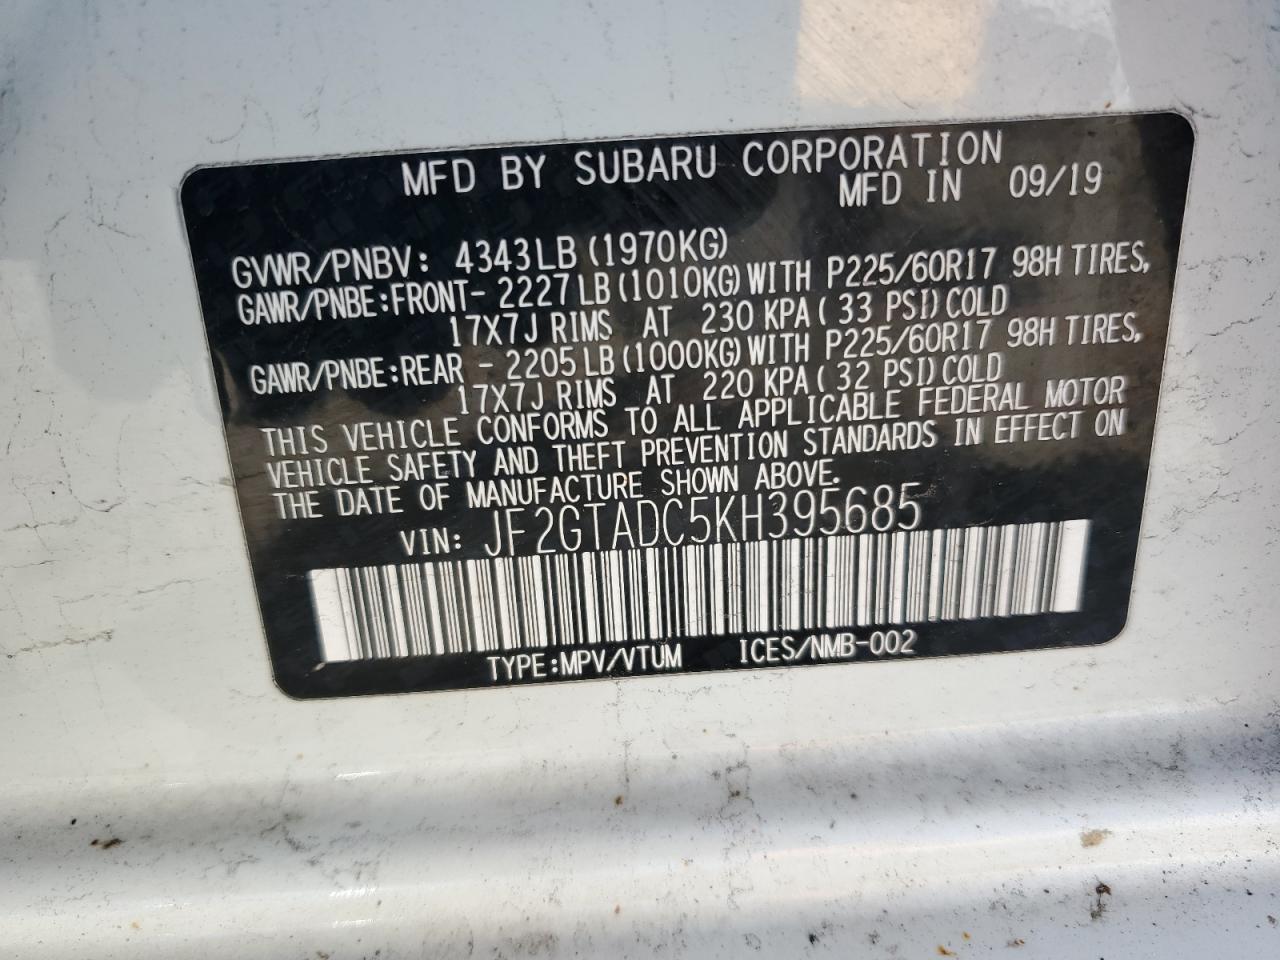 MFD BY SUBARU CORPORATION
MFD IN 09/19
GVWR/PNBV: 4343LB (1970KG)
GAWR/PNBE:FRONT- 2227LB(1010KG)WITH P225/60R17 98H TIRES,
17X7J RIMS AT 230 KPA( 33 PSI)COLD
GAWR/PNBE:REAR - 2205LB(1000KG)WITH P225/60R17 98H TIRES,
17X7J RIMS AT 220 KPA( 32 PSI)COLD
THIS VEHICLE CONFORMS TO ALL APPLICABLE FEDERAL MOTOR
VEHICLE SAFETY AND THEFT PREVENTION STANDARDS IN EFFECT ON
THE DATE OF MANUFACTURE SHOWN ABOVE.
VIN: JF2GTADC5KH395685
TYPE:MPV/VTUM ICES/NMB-002